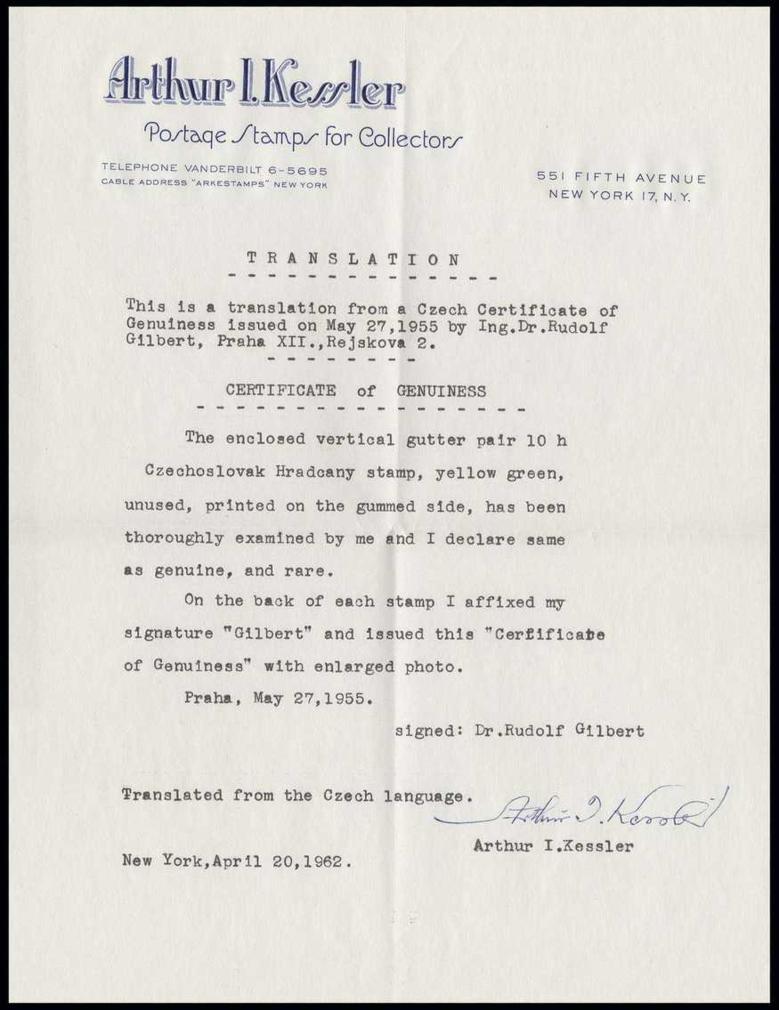 Arthur I. Kessler
Postage Stamps for Collectors
TELEPHONE VANDERBILT 6-5695
CABLE ADDRESS "ARKESTAMPS" NEW YORK
551 FIFTH AVENUE
NEW YORK 17, N.Y.
TRANSLATION
This is a translation from a Czech Certificate of
Genuiness issued on May 27,1955 by Ing.Dr.Rudolf
Gilbert, Praha XII.,Rejskova 2.
CERTIFICATE of GENUINESS
The enclosed vertical gutter pair 10 h
Czechoslovak Hradcany stamp, yellow green,
unused, printed on the gummed side, has been
thoroughly examined by me and I declare same
as genuine, and rare.
On the back of each stamp I affixed my
signature "Gilbert" and issued this "Cerfificate
of Genuiness" with enlarged photo.
Praha, May 27,1955.
signed: Dr.Rudolf Gilbert
Translated from the Czech language.
Arthur I. Kessler
Arthur I.Kessler
New York,April 20,1962.